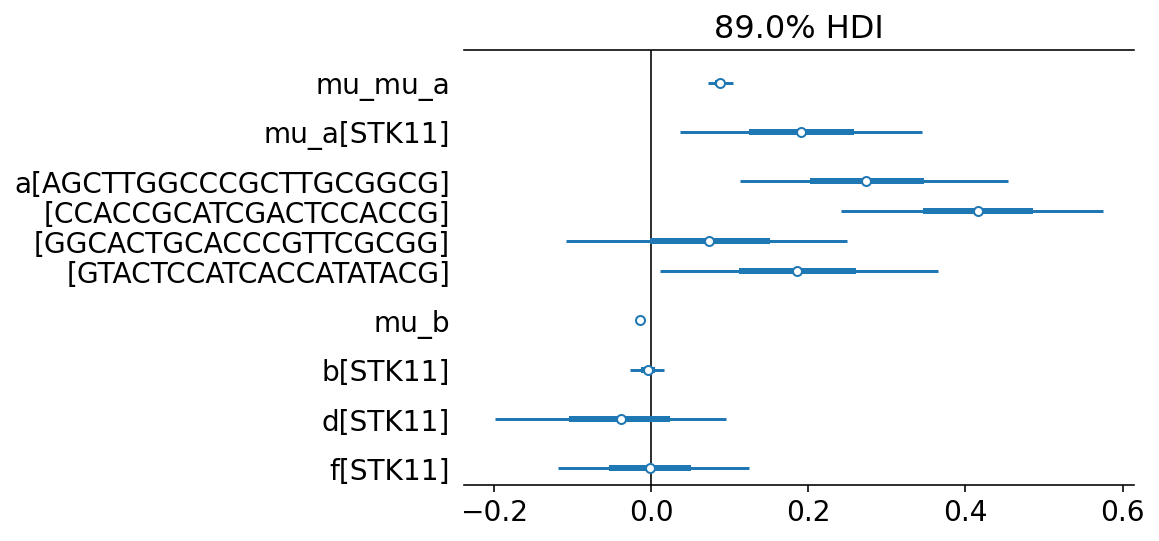 89.0% HDI
mu_mu_a
mu_a[STK11]
a[AGCTTGGCCCGCTTGCGGCG]
[CCACCGCATCGACTCCACCG]
[GGCACTGCACCCGTTCGCGG]
[GTACTCCATCACCATATACG]
mu_b
b[STK11]
d[STK11]
f[STK11]
−0.2 0.0 0.2 0.4 0.6